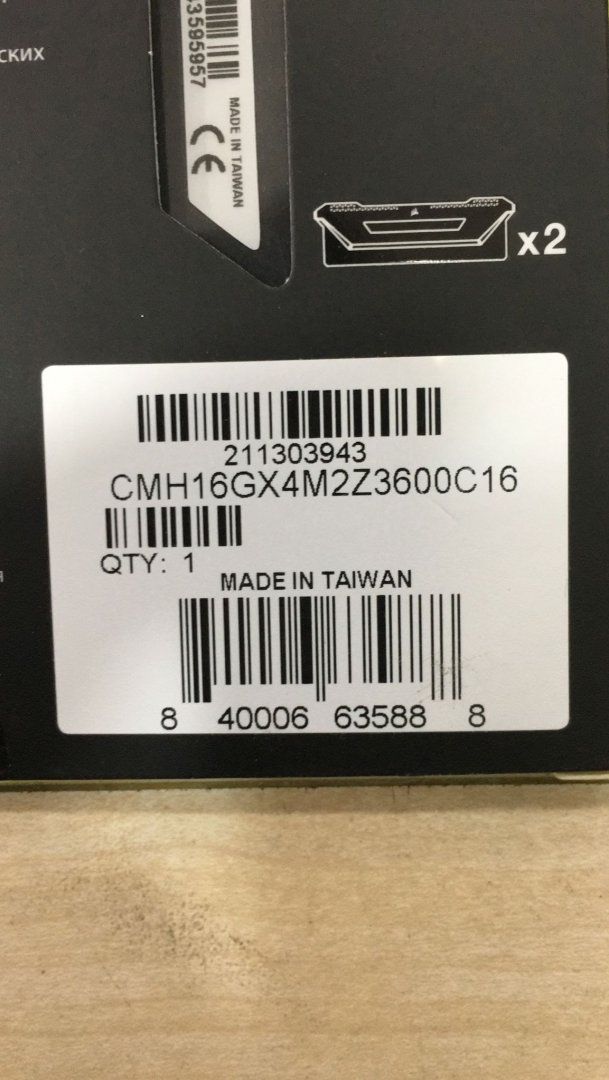 ских
3595957
MADE IN TAIWAN
CE
x2
211303943
CMH16GX4M2Z3600C16
QTY: 1
MADE IN TAIWAN
8 40006 63588 8